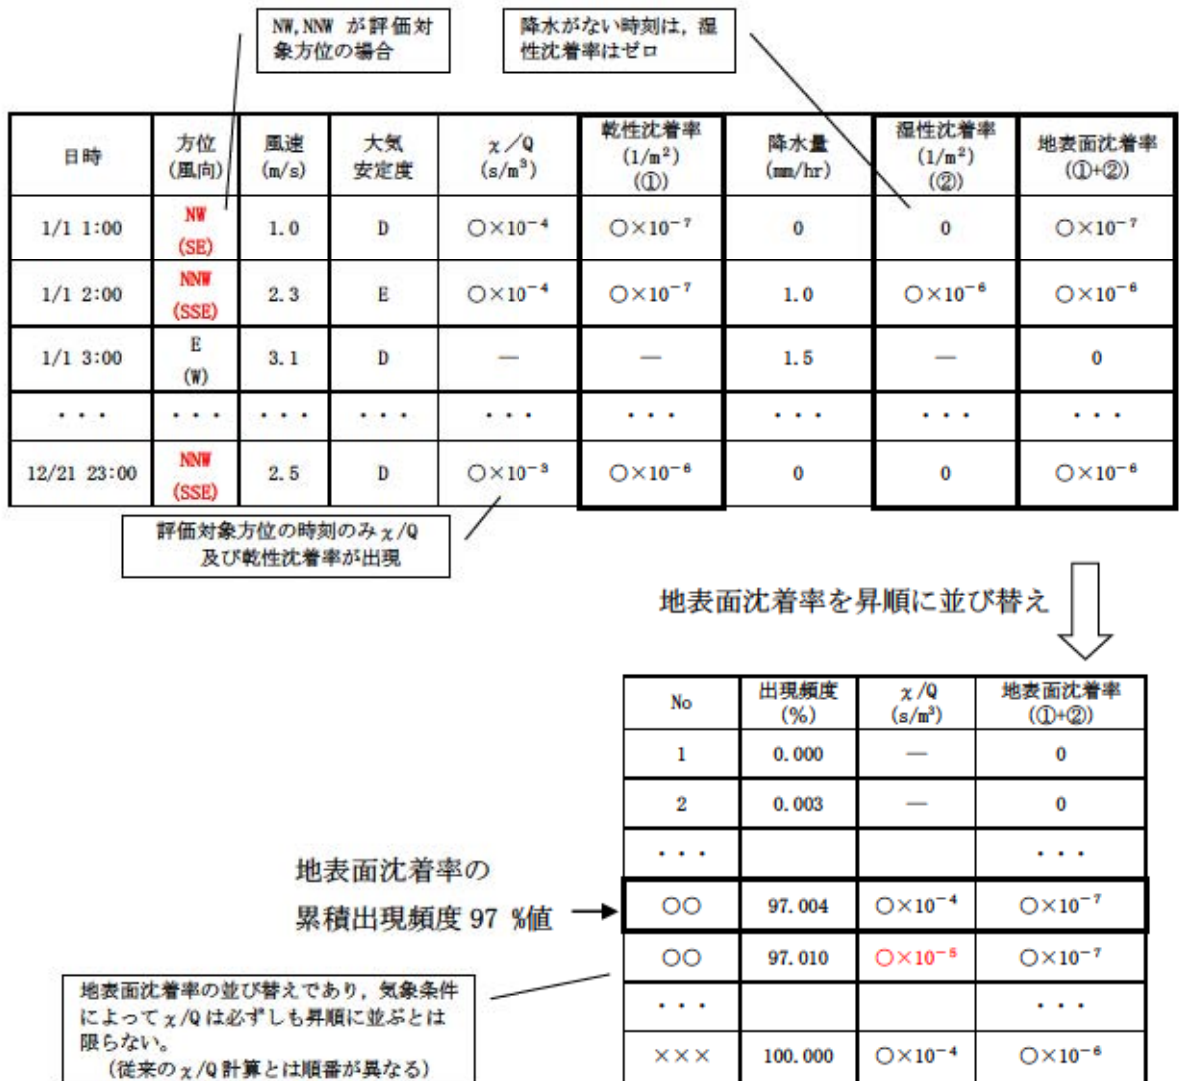 NW,NNW が評価対
象方位の場合
降水がない時刻は，湿
性沈着率はゼロ
日時 方位 (風向) 風速 (m/s) 大気 安定度 χ／Q (s/m³) 乾性沈着率 (1/m²) (①) 降水量 (mm/hr) 湿性沈着率 (1/m²) (②) 地表面沈着率 (①+②)
1/1 1:00 NW (SE) 1.0 D ○×10⁻⁴ ○×10⁻⁷ 0 0 ○×10⁻⁷
1/1 2:00 NNW (SSE) 2.3 E ○×10⁻⁴ ○×10⁻⁷ 1.0 ○×10⁻⁶ ○×10⁻⁶
1/1 3:00 E (W) 3.1 D — — 1.5 — 0
・・・ ・・・ ・・・ ・・・ ・・・ ・・・ ・・・ ・・・ ・・・
12/21 23:00 NNW (SSE) 2.5 D ○×10⁻³ ○×10⁻⁶ 0 0 ○×10⁻⁶
評価対象方位の時刻のみχ/Q
及び乾性沈着率が出現
地表面沈着率を昇順に並び替え
No 出現頻度 (%) χ/Q (s/m³) 地表面沈着率 (①+②)
1 0.000 — 0
2 0.003 — 0
・・・ ・・・
地表面沈着率の
累積出現頻度 97 %値
○○ 97.004 ○×10⁻⁴ ○×10⁻⁷
○○ 97.010 ○×10⁻⁵ ○×10⁻⁷
・・・ ・・・
××× 100.000 ○×10⁻⁴ ○×10⁻⁶
地表面沈着率の並び替えであり，気象条件
によってχ/Qは必ずしも昇順に並ぶとは
限らない。
（従来のχ/Q計算とは順番が異なる）